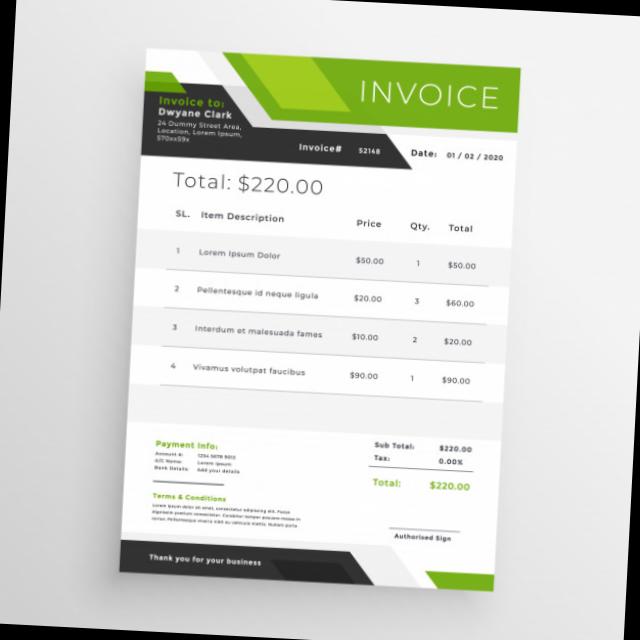 INVOICE
Invoice to:
Dwyane Clark
24 Dummy Street Area,
Location, Lorem Ipsum,
570xx59x
Invoice# 52148 Date: 01 / 02 / 2020
Total: $220.00
SL. Item Description Price Qty. Total
1 Lorem Ipsum Dolor $50.00 1 $50.00
2 Pellentesque id neque ligula $20.00 3 $60.00
3 Interdum et malesuada fames $10.00 2 $20.00
4 Vivamus volutpat faucibus $90.00 1 $90.00
Sub Total: $220.00
Tax: 0.00%
Total: $220.00
Payment Info:
Account #: 1234 5678 9012
A/C Name: Lorem Ipsum
Bank Details: Add your details
Terms & Conditions
Lorem ipsum dolor sit amet, consectetur adipiscing elit. Fusce
dignissim pretium consectetur. Curabitur tempor posuere massa in
varius. Pellentesque viverra nibh eu vehicula mattis. Nullam
Authorised Sign
Thank you for your business